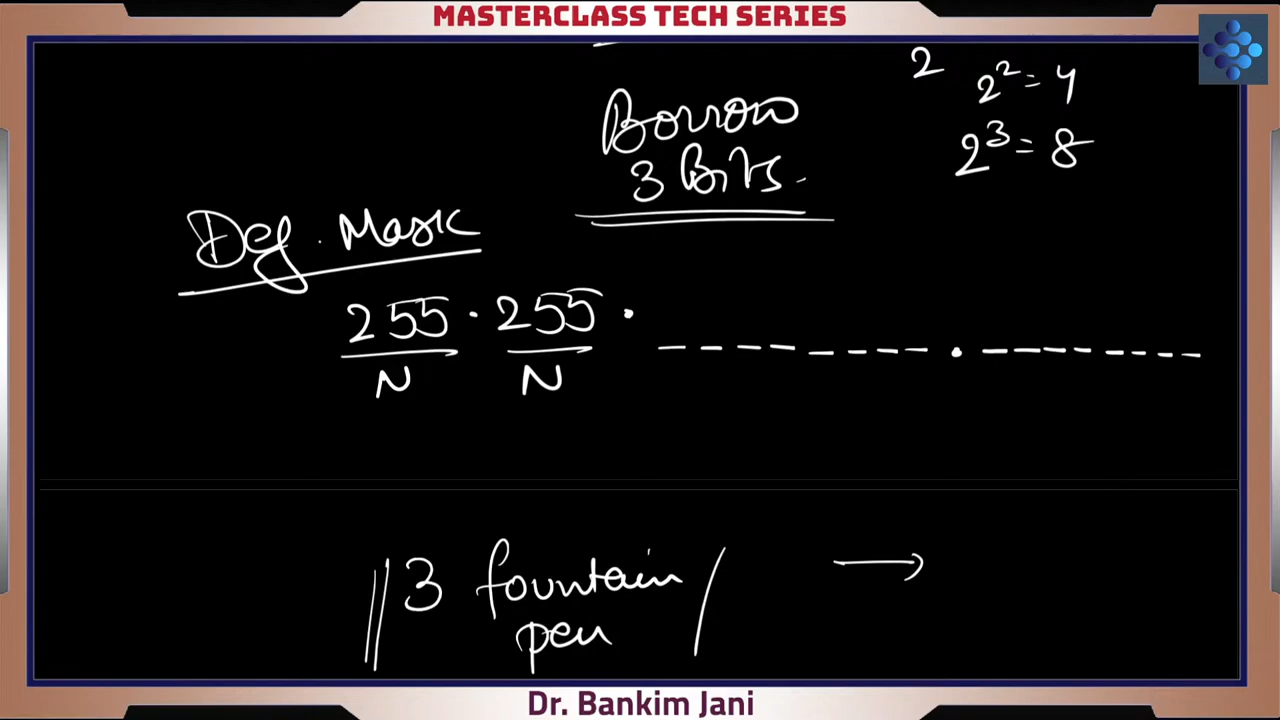 MASTERCLASS TECH SERIES
2 2² = 4
2³ = 8
Borrow
3 Bits.
Def. Mask
255 . 255 . _ _ _ _ _ _ _ _ . _ _ _ _ _ _ _ _
N N
3 fountain →
pen
Dr. Bankim Jani